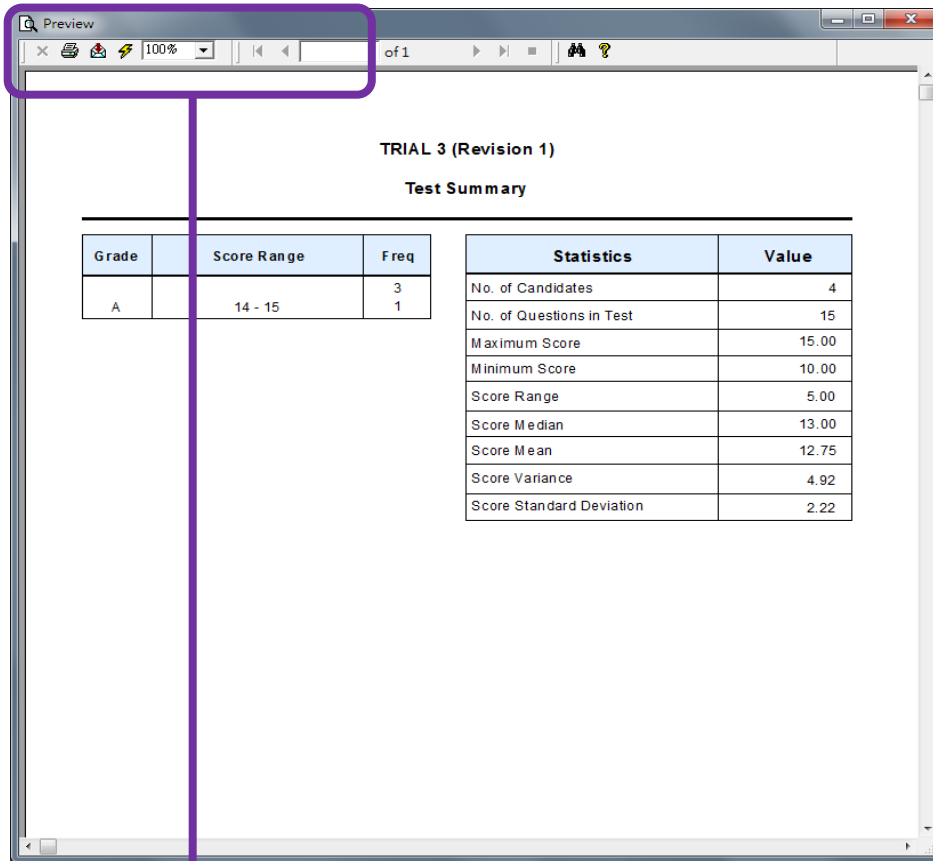 Preview
100%
of 1
TRIAL 3 (Revision 1)
Test Summary
Grade Score Range Freq
3
A 14 - 15 1
Statistics Value
No. of Candidates 4
No. of Questions in Test 15
Maximum Score 15.00
Minimum Score 10.00
Score Range 5.00
Score Median 13.00
Score Mean 12.75
Score Variance 4.92
Score Standard Deviation 2.22